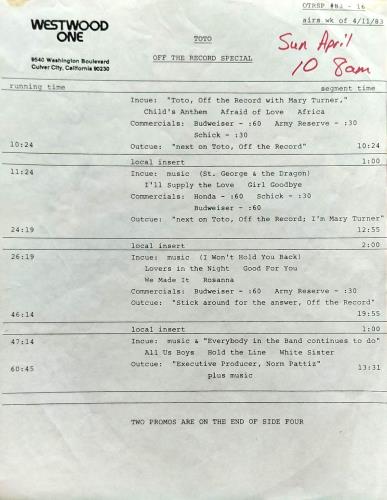 WESTWOOD
ONE
9540 Washington Boulevard
Culver City, California 90230
TOTO
OFF THE RECORD SPECIAL
OTRSP #83 - 16
airs wk of 4/11/83
Sun April
10 8am
running time segment time
Incue: "Toto, Off the Record with Mary Turner,"
Child's Anthem Afraid of Love Africa
Commercials: Budweiser - :60 Army Reserve - :30
Schick - :30
10:24 Outcue: "next on Toto, Off the Record" 10:24
local insert 1:00
11:24 Incue: music (St. George & the Dragon)
I'll Supply the Love Girl Goodbye
Commercials: Honda - :60 Schick - :30
Budweiser - :60
Outcue: "next on Toto, Off the Record; I'm Mary Turner"
24:19 12:55
local insert 2:00
26:19 Incue: music (I Won't Hold You Back)
Lovers in the Night Good For You
We Made It Rosanna
Commercials: Budweiser - :60 Army Reserve - :30
Outcue: "Stick around for the answer, Off the Record"
46:14 19:55
local insert 1:00
47:14 Incue: music & "Everybody in the Band continues to do"
All Us Boys Hold the Line White Sister
60:45 Outcue: "Executive Producer, Norm Pattiz" 13:31
plus music
TWO PROMOS ARE ON THE END OF SIDE FOUR